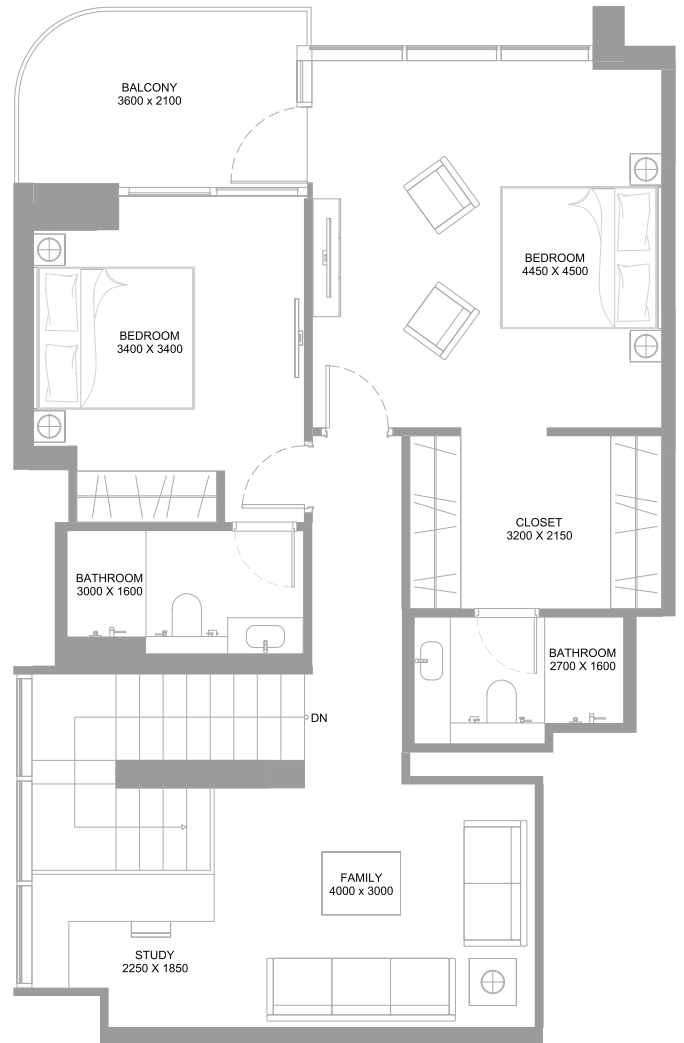 BALCONY
3600 x 2100
BEDROOM
4450 X 4500
BEDROOM
3400 X 3400
CLOSET
3200 X 2150
BATHROOM
3000 X 1600
BATHROOM
2700 X 1600
DN
FAMILY
4000 x 3000
STUDY
2250 X 1850